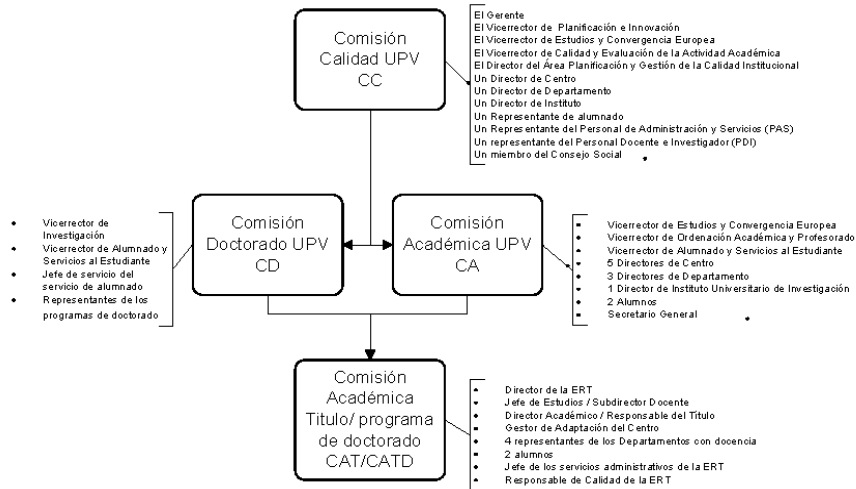 Comisión
Calidad UPV
CC
El Gerente
El Vicerrector de Planificación e Innovación
El Vicerrector de Estudios y Convergencia Europea
El Vicerrector de Calidad y Evaluación de la Actividad Académica
El Director del Área Planificación y Gestión de la Calidad Institucional
Un Director de Centro
Un Director de Departamento
Un Director de Instituto
Un Representante de alumnado
Un Representante del Personal de Administración y Servicios (PAS)
Un representante del Personal Docente e Investigador (PDI)
Un miembro del Consejo Social
• Vicerrector de
Investigación
• Vicerrector de Alumnado y
Servicios al Estudiante
• Jefe de servicio del
servicio de alumnado
• Representantes de los
programas de doctorado
Comisión
Doctorado UPV
CD
Comisión
Académica UPV
CA
• Vicerrector de Estudios y Convergencia Europea
• Vicerrector de Ordenación Académica y Profesorado
• Vicerrector de Alumnado y Servicios al Estudiante
• 5 Directores de Centro
• 3 Directores de Departamento
• 1 Director de Instituto Universitario de Investigación
• 2 Alumnos
• Secretario General
Comisión
Académica
Titulo/ programa
de doctorado
CAT/CATD
• Director de la ERT
• Jefe de Estudios / Subdirector Docente
• Director Académico / Responsable del Título
• Gestor de Adaptación del Centro
• 4 representantes de los Departamentos con docencia
• 2 alumnos
• Jefe de los servicios administrativos de la ERT
• Responsable de Calidad de la ERT